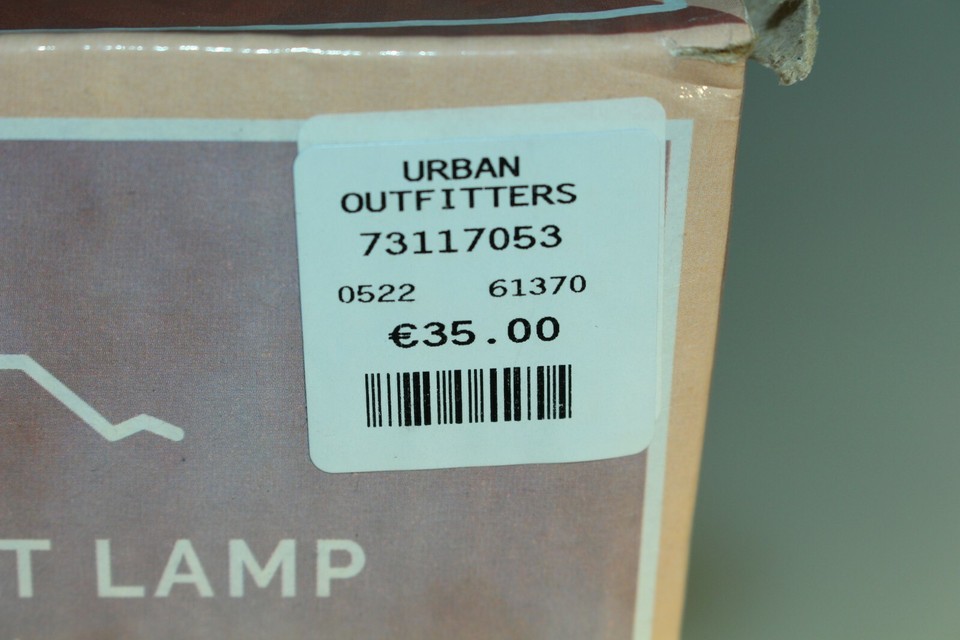 URBAN
OUTFITTERS
73117053
0522 61370
€35.00
T LAMP